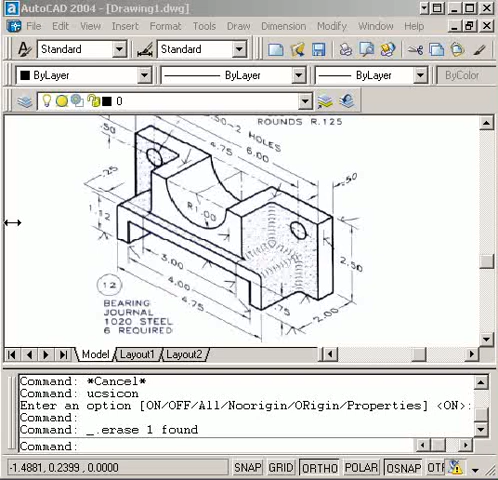 AutoCAD 2004 - [Drawing1.dwg]
File Edit View Insert Format Tools Draw Dimension Modify Window Help
Standard Standard
ByLayer ByLayer ByLayer ByColor
0
ROUNDS R.125
.50-2 HOLES
.50 4.75 6.00
.50
.25
R1.00
1.12
3.00
2.50
4.00
4.75
.75
2.00
12
BEARING
JOURNAL
1020 STEEL
6 REQUIRED
Model Layout1 Layout2
Command: *Cancel*
Command: ucsicon
Enter an option [ON/OFF/All/Noorigin/ORigin/Properties] <ON>:
Command:
Command: _.erase 1 found
Command:
-1.4881, 0.2399 , 0.0000 SNAP GRID ORTHO POLAR OSNAP OTF